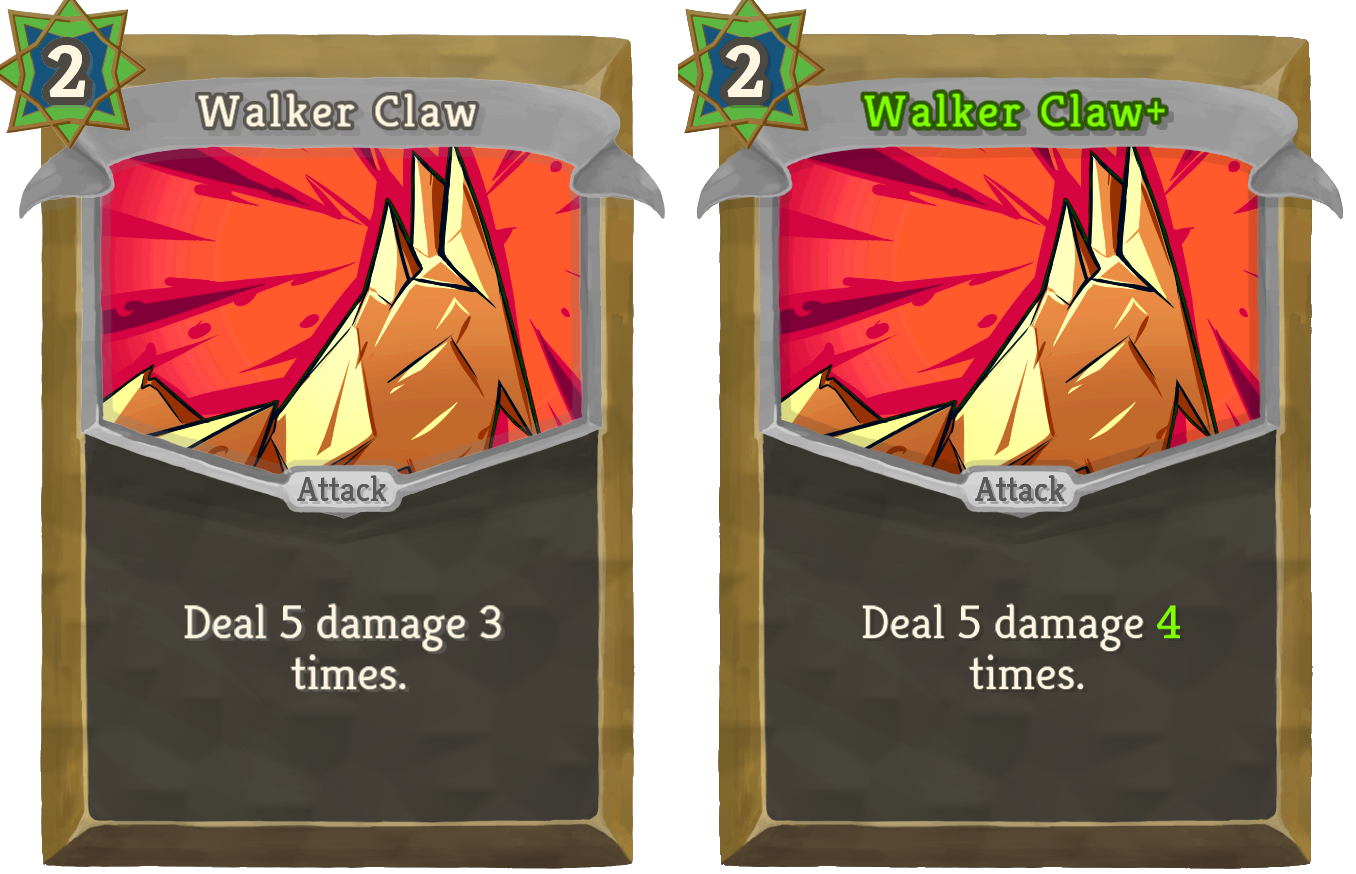 2
Walker Claw
Attack
Deal 5 damage 3
times.
2
Walker Claw+
Attack
Deal 5 damage 4
times.